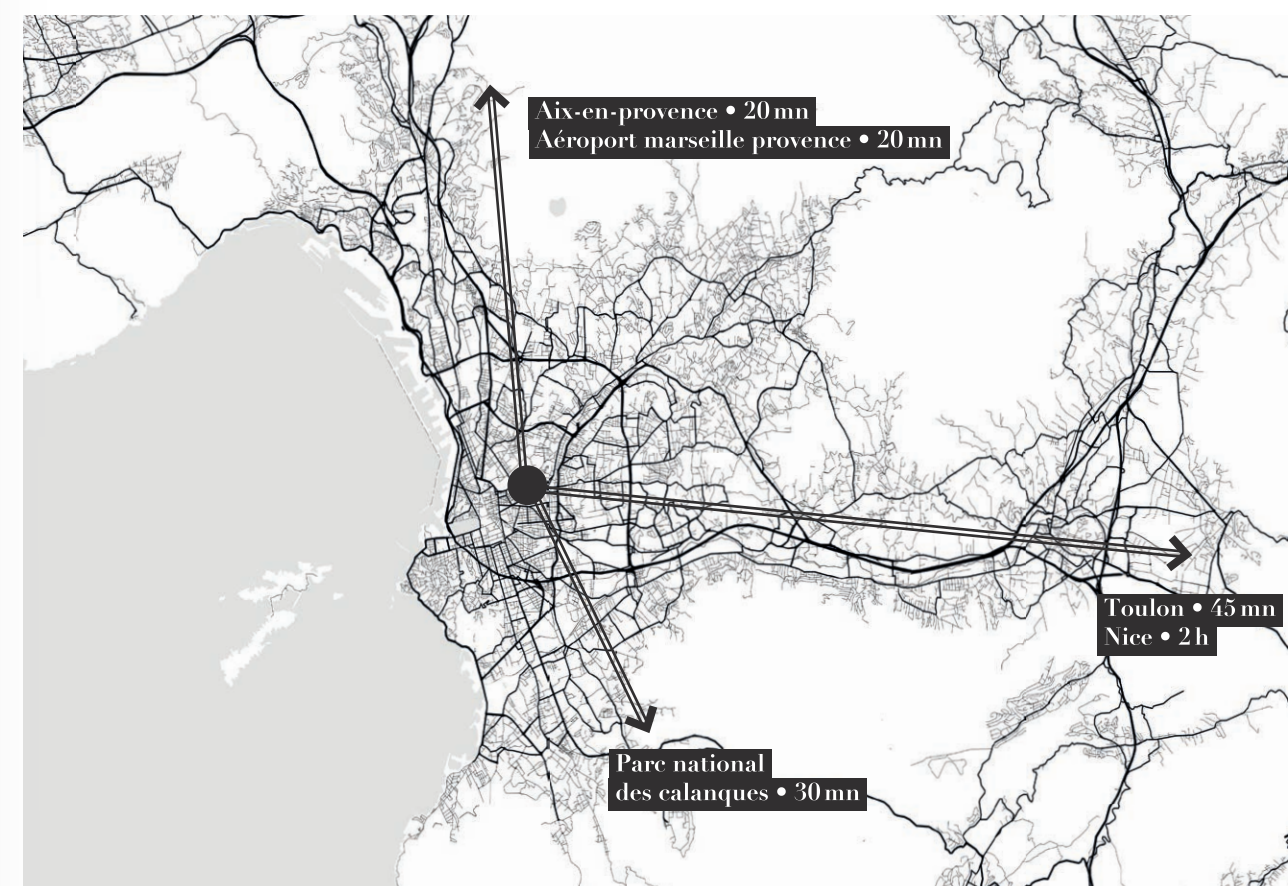 Aix-en-provence • 20 mn
Aéroport marseille provence • 20 mn
Toulon • 45 mn
Nice • 2 h
Parc national
des calanques • 30 mn